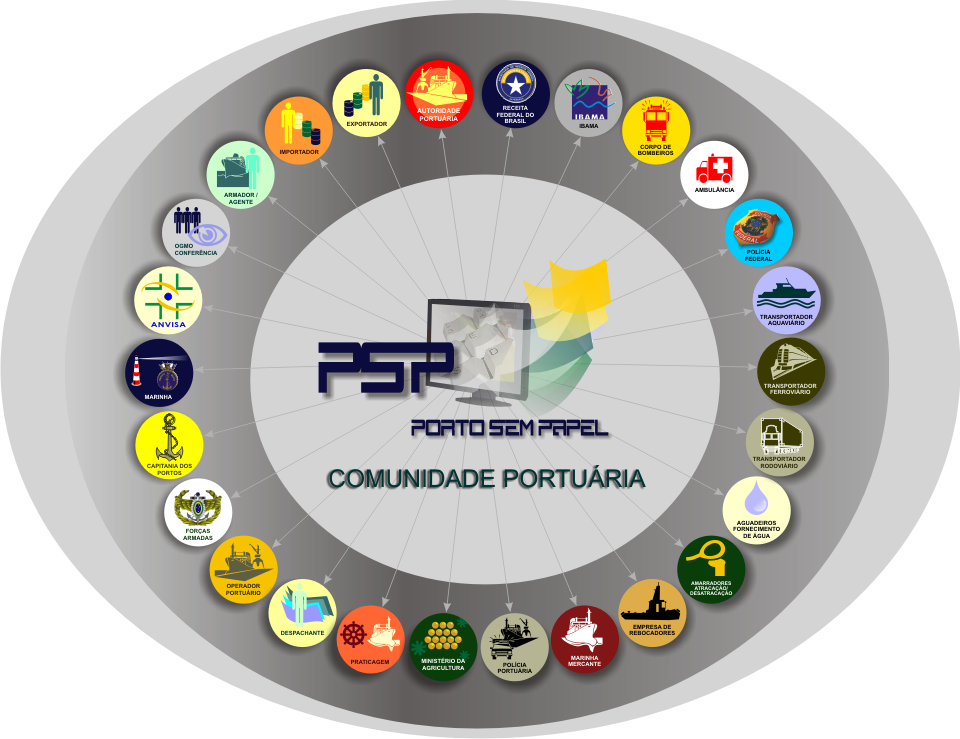 AUTORIDADE
PORTUÁRIA
RECEITA
FEDERAL DO
BRASIL
IBAMA
IBAMA
CORPO DE
BOMBEIROS
AMBULÂNCIA
POLÍCIA
FEDERAL
POLÍCIA
FEDERAL
TRANSPORTADOR
AQUAVIÁRIO
TRANSPORTADOR
FERROVIÁRIO
TRANSPORTADOR
RODOVIÁRIO
AGUADEIROS
FORNECIMENTO
DE ÁGUA
AMARRADORES
ATRACAÇÃO/
DESATRACAÇÃO
EMPRESA DE
REBOCADORES
MARINHA
MERCANTE
POLÍCIA
PORTUÁRIA
MINISTÉRIO DA
AGRICULTURA
PRATICAGEM
DESPACHANTE
OPERADOR
PORTUÁRIO
FORÇAS
ARMADAS
CAPITANIA DOS
PORTOS
MARINHA
ANVISA
OGMO
CONFERÊNCIA
ARMADOR /
AGENTE
IMPORTADOR
EXPORTADOR
PSP
PORTO SEM PAPEL
COMUNIDADE PORTUÁRIA